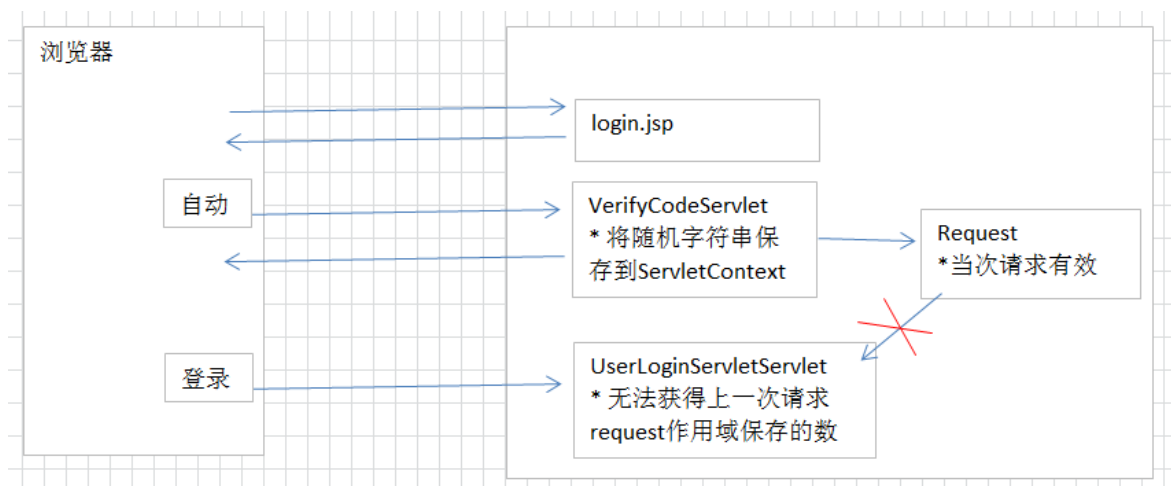 浏览器
login.jsp
自动
VerifyCodeServlet
* 将随机字符串保
存到ServletContext
Request
*当次请求有效
登录
UserLoginServletServlet
* 无法获得上一次请求
request作用域保存的数